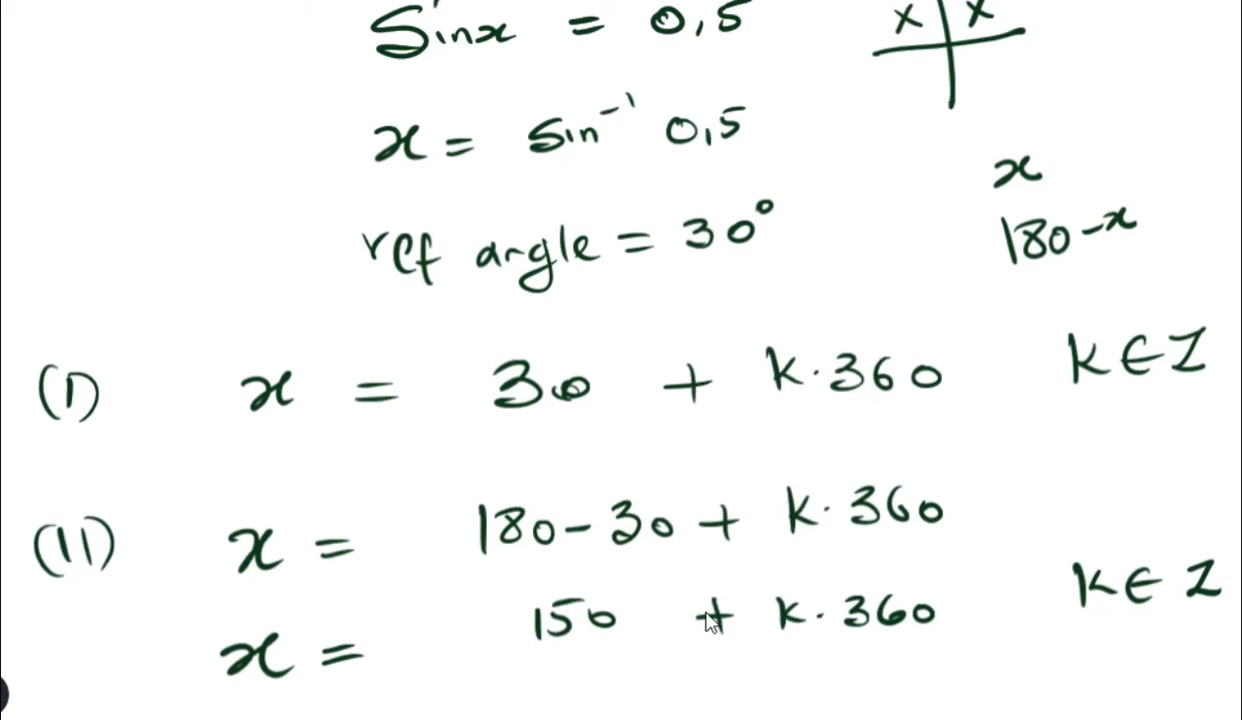 Sinx = 0,5
x | x
x = Sin⁻¹ 0,5
x
ref angle = 30°
180-x
(I) x = 30 + k.360 k∈Z
(II) x = 180-30 + k.360
x = 150 + k.360 k∈Z